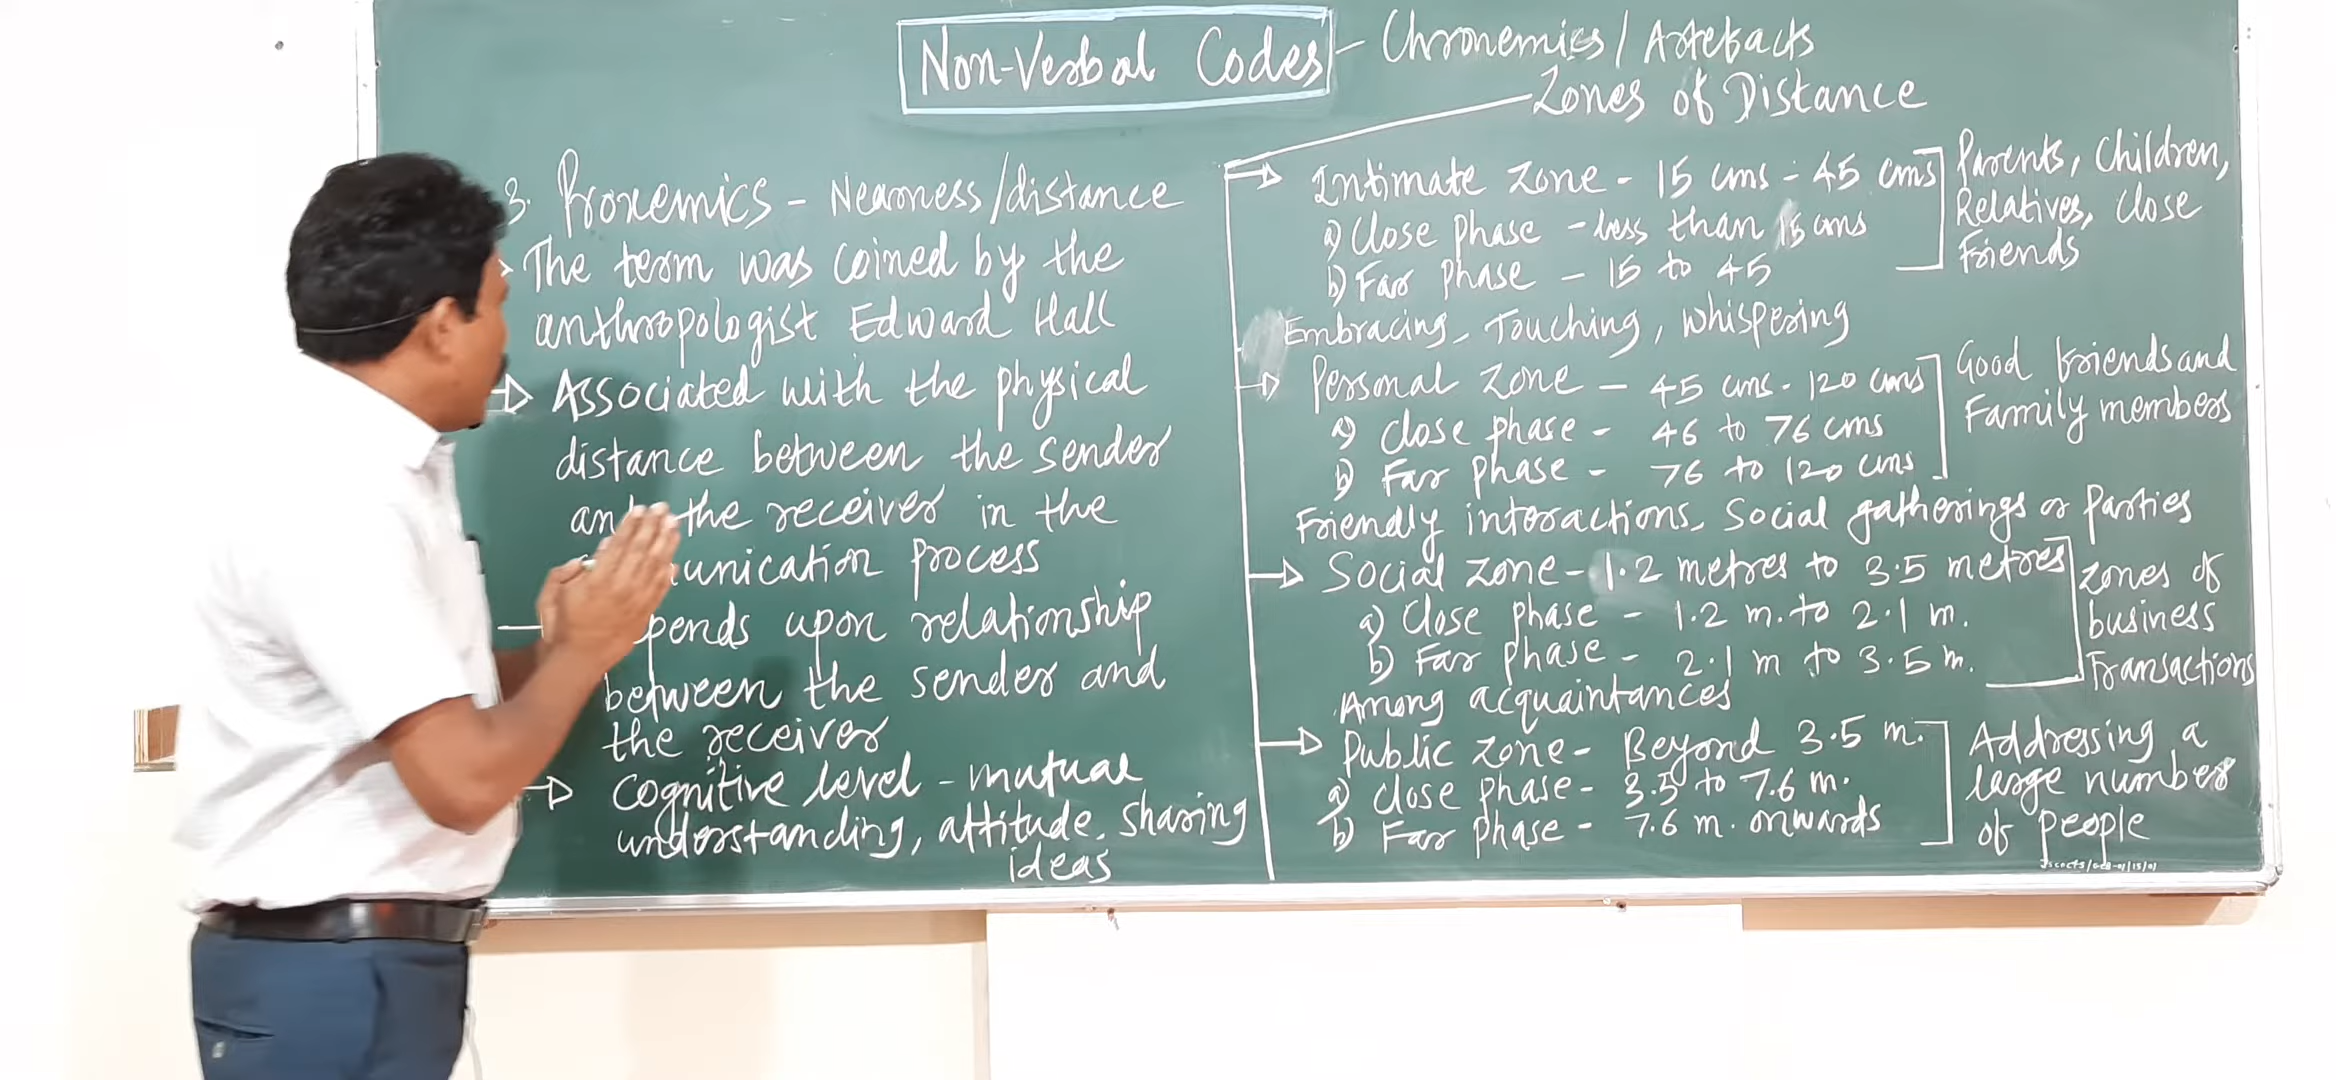 Non-Verbal Codes - Chronemics / Artefacts
3. Proxemics - Nearness/distance
The term was coined by the
anthropologist Edward Hall
Associated with the physical
distance between the sender
and the receiver in the
unication process
pends upon relationship
between the sender and
the receiver
Cognitive level - mutual
understanding, attitude, sharing
ideas
Zones of Distance
Intimate Zone - 15 cms - 45 cms
a) Close phase - less than 15 cms
b) Far phase - 15 to 45
Parents, Children,
Relatives, Close
Friends
Embracing, Touching, Whispering
Personal Zone - 45 cms - 120 cms
a) Close phase - 46 to 76 cms
b) Far phase - 76 to 120 cms
Good friends and
Family members
Friendly interactions, Social gatherings or Parties
Social Zone - 1.2 metres to 3.5 metres
a) Close phase - 1.2 m. to 2.1 m.
b) Far phase - 2.1 m to 3.5 m.
Zones of
business
Transactions
Among acquaintances
Public Zone - Beyond 3.5 m.
a) Close phase - 3.5 to 7.6 m.
b) Far phase - 7.6 m. onwards
Addressing a
large number
of people